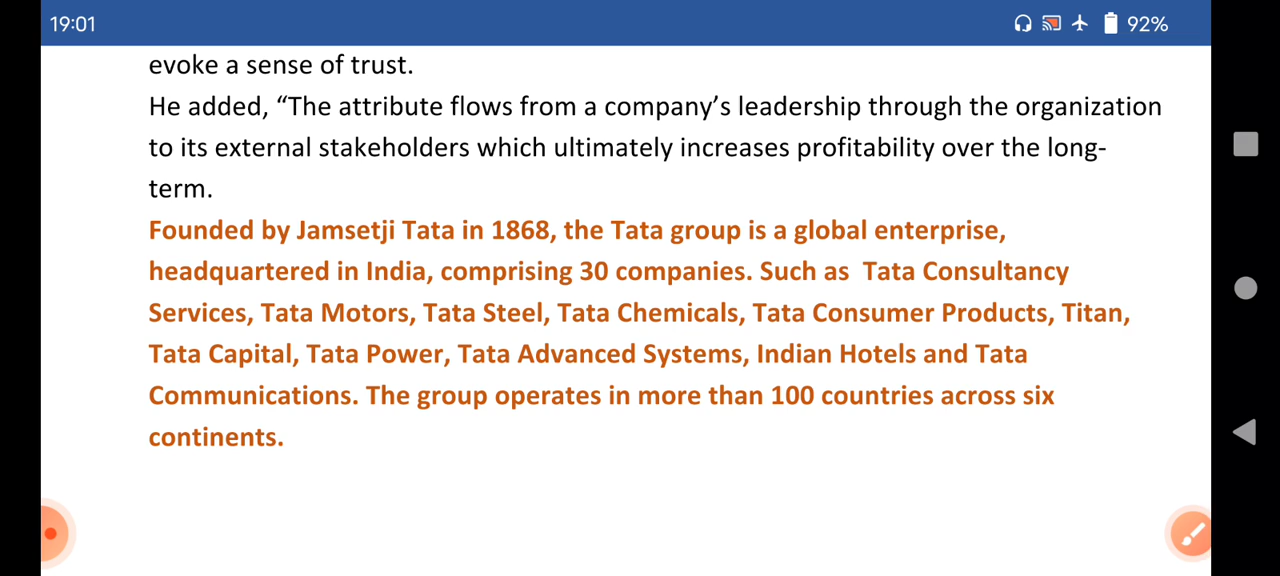 19:01
92%
evoke a sense of trust.
He added, “The attribute flows from a company’s leadership through the organization
to its external stakeholders which ultimately increases profitability over the long-
term.
Founded by Jamsetji Tata in 1868, the Tata group is a global enterprise,
headquartered in India, comprising 30 companies. Such as  Tata Consultancy
Services, Tata Motors, Tata Steel, Tata Chemicals, Tata Consumer Products, Titan,
Tata Capital, Tata Power, Tata Advanced Systems, Indian Hotels and Tata
Communications. The group operates in more than 100 countries across six
continents.